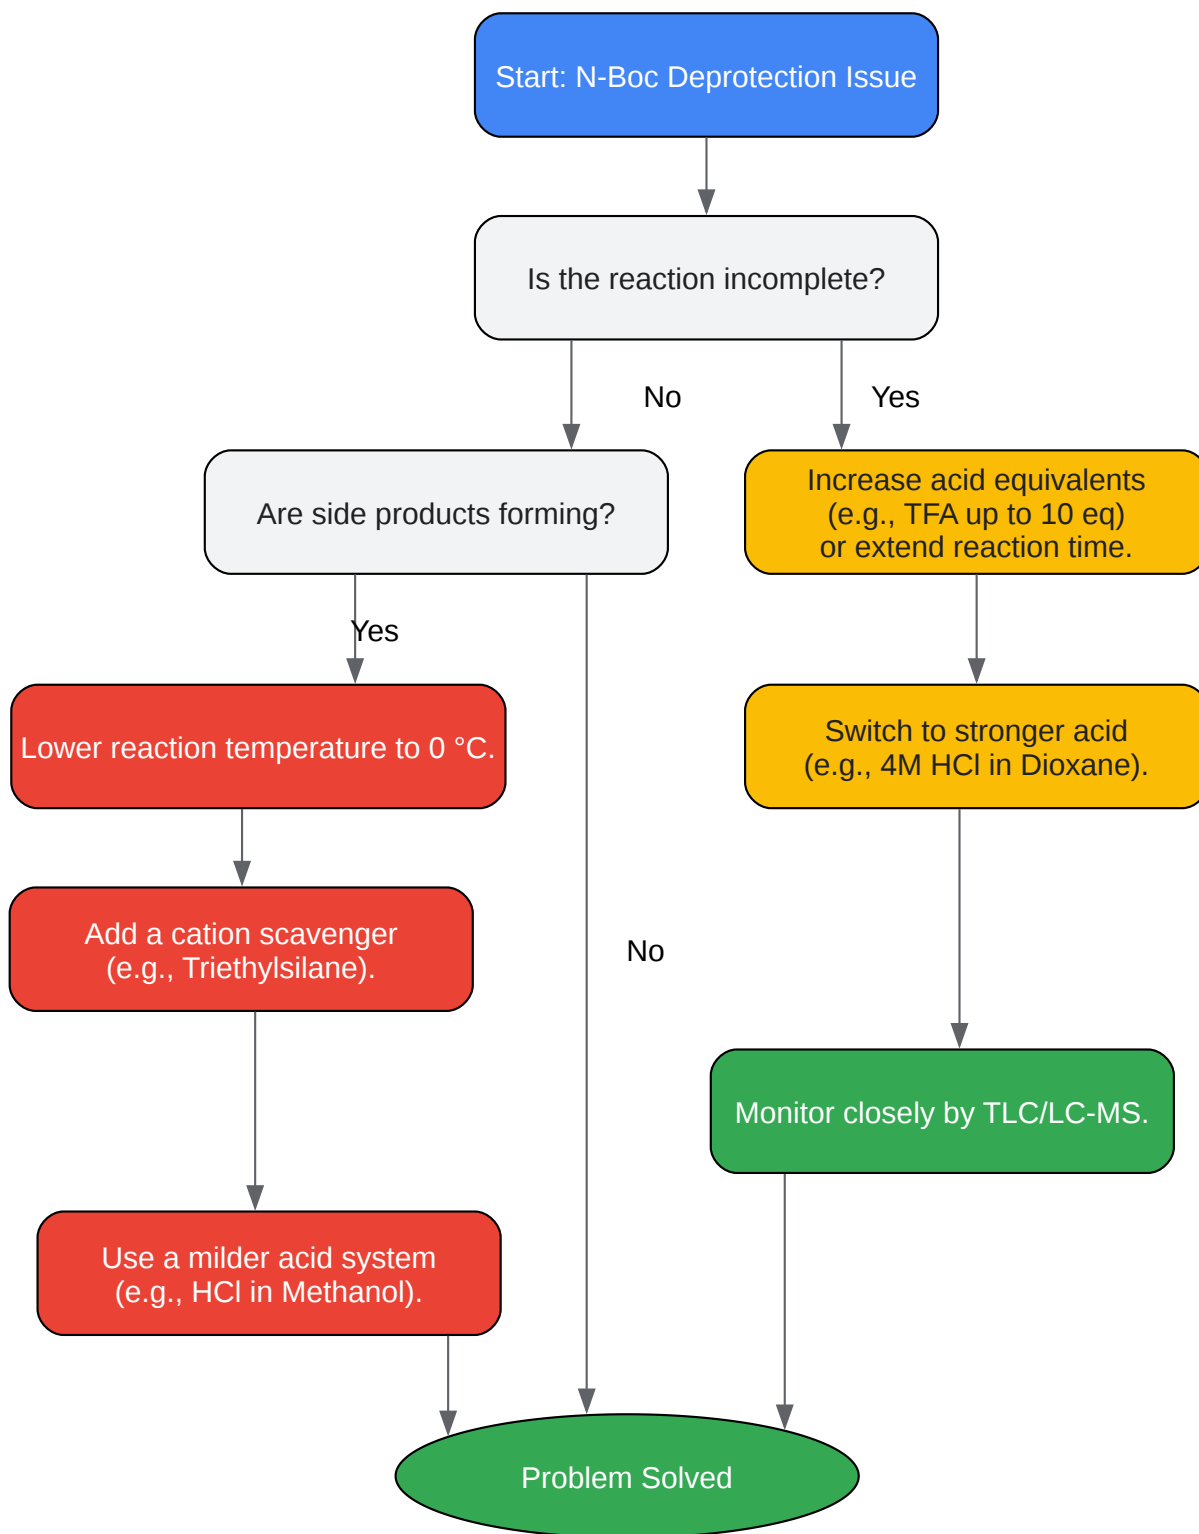 Start: N-Boc Deprotection Issue
Is the reaction incomplete?
No
Yes
Are side products forming?
Increase acid equivalents
(e.g., TFA up to 10 eq)
or extend reaction time.
Yes
Lower reaction temperature to 0 °C.
Switch to stronger acid
(e.g., 4M HCl in Dioxane).
Add a cation scavenger
(e.g., Triethylsilane).
No
Monitor closely by TLC/LC-MS.
Use a milder acid system
(e.g., HCl in Methanol).
Problem Solved